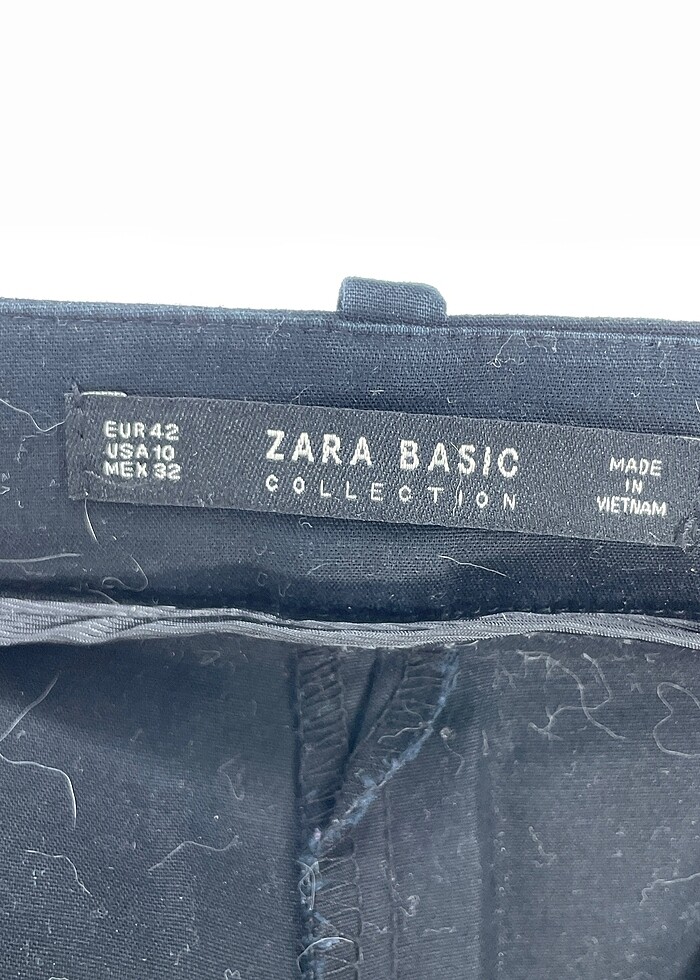 EUR 42
USA 10
MEX 32
ZARA BASIC
COLLECTION
MADE
IN
VIETNAM